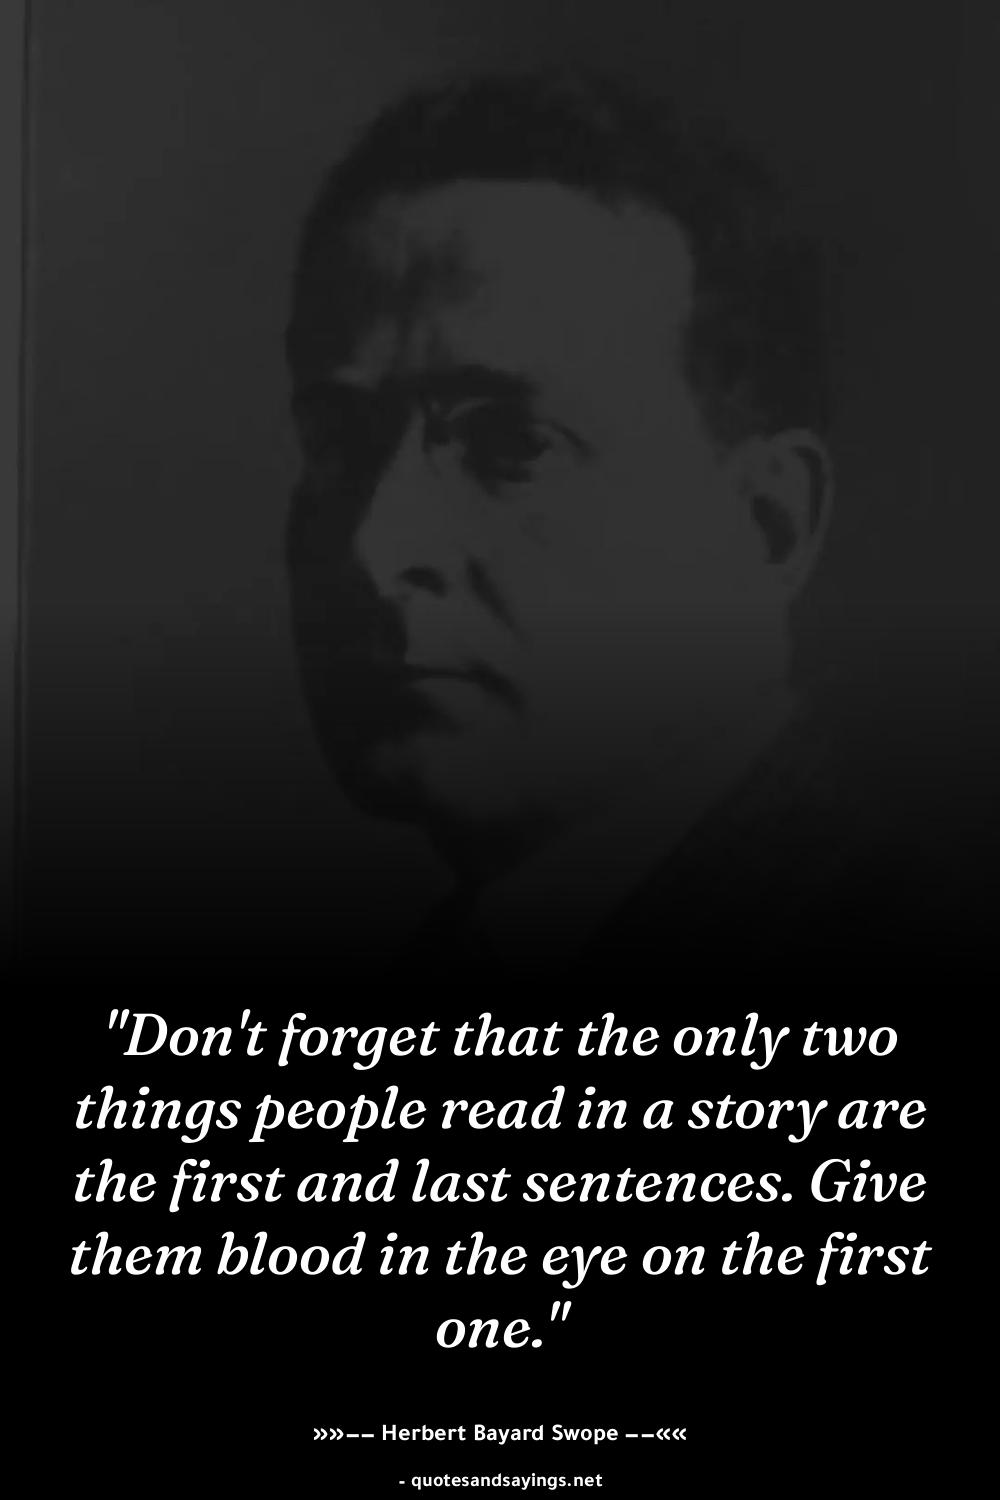 "Don't forget that the only two
things people read in a story are
the first and last sentences. Give
them blood in the eye on the first
one."
»»−− Herbert Bayard Swope −−««
- quotesandsayings.net